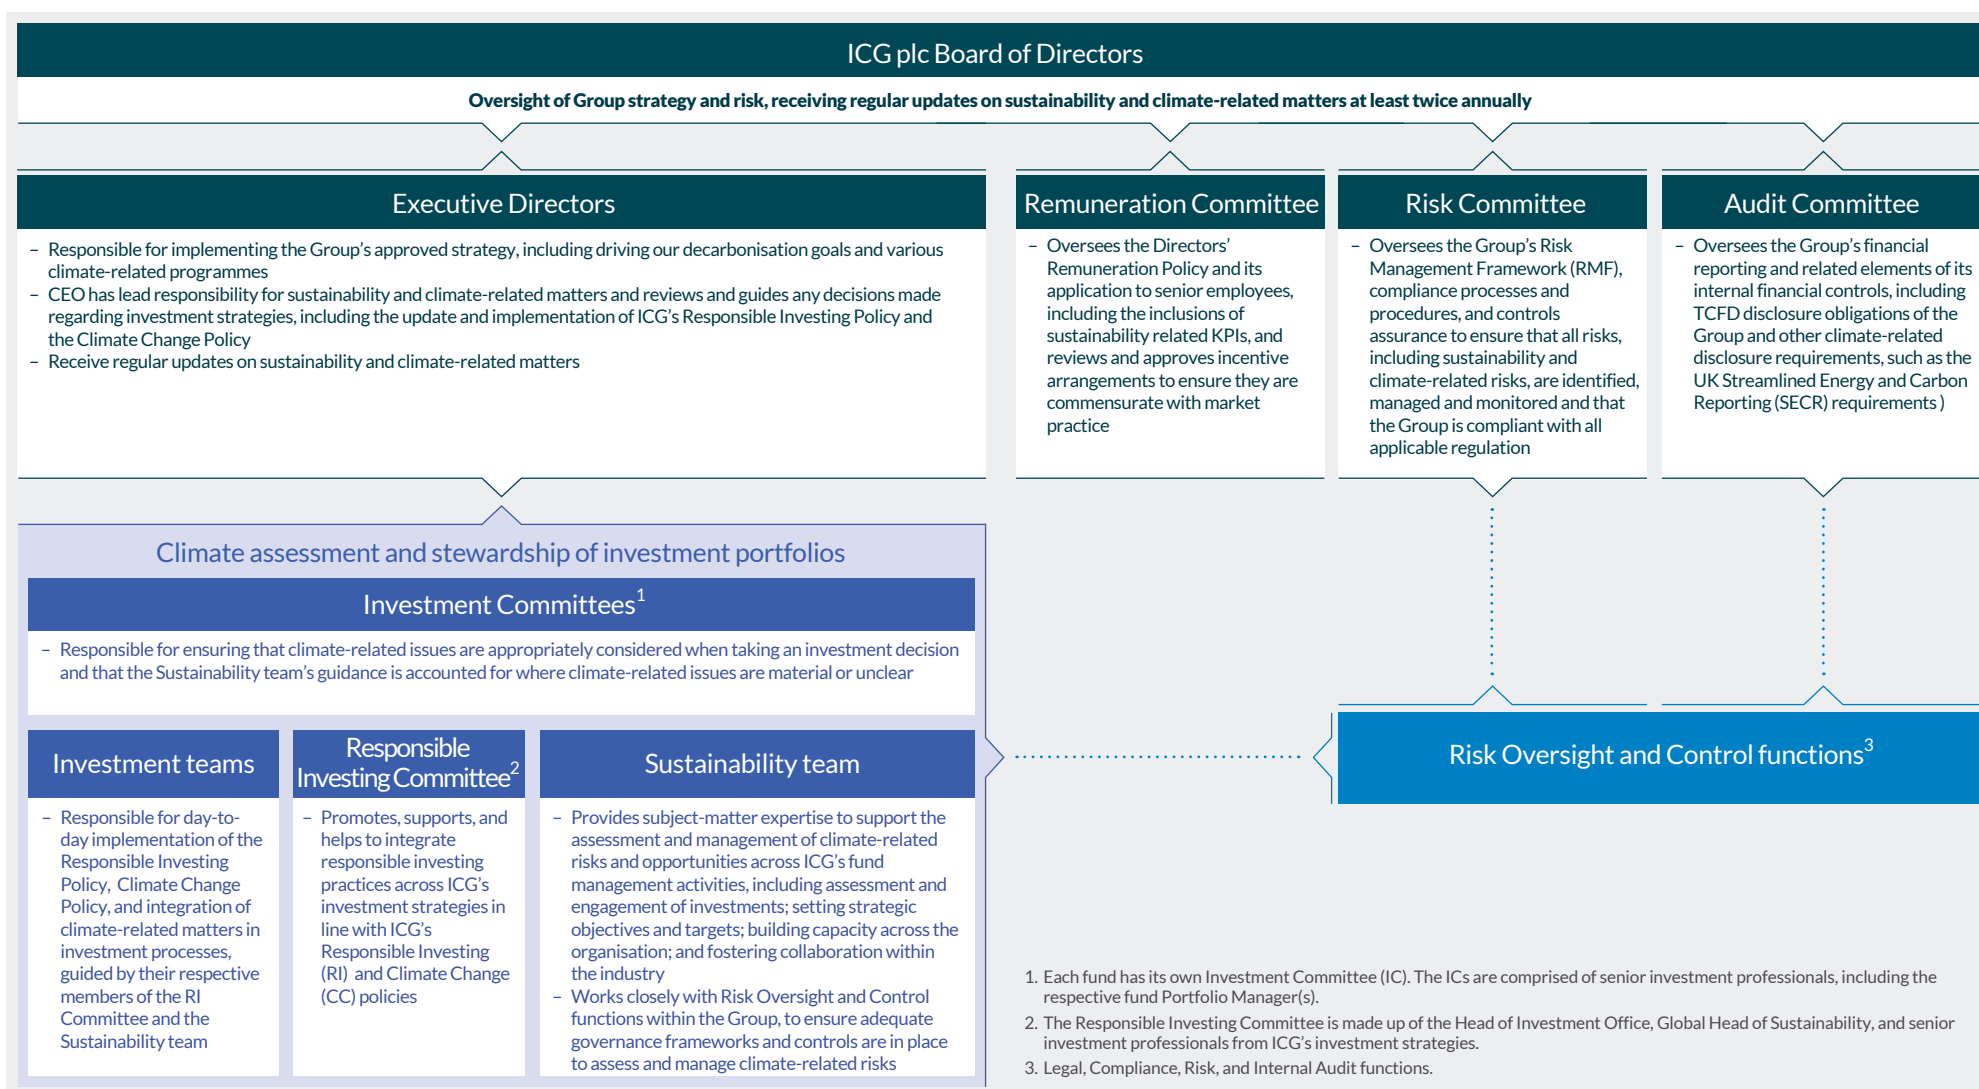 ICG plc Board of Directors
Oversight of Group strategy and risk, receiving regular updates on sustainability and climate-related matters at least twice annually
Executive Directors
– Responsible for implementing the Group's approved strategy, including driving our decarbonisation goals and various
climate-related programmes
– CEO has lead responsibility for sustainability and climate-related matters and reviews and guides any decisions made
regarding investment strategies, including the update and implementation of ICG's Responsible Investing Policy and
the Climate Change Policy
– Receive regular updates on sustainability and climate-related matters
Remuneration Committee
– Oversees the Directors'
Remuneration Policy and its
application to senior employees,
including the inclusions of
sustainability related KPIs, and
reviews and approves incentive
arrangements to ensure they are
commensurate with market
practice
Risk Committee
– Oversees the Group's Risk
Management Framework (RMF),
compliance processes and
procedures, and controls
assurance to ensure that all risks,
including sustainability and
climate-related risks, are identified,
managed and monitored and that
the Group is compliant with all
applicable regulation
Audit Committee
– Oversees the Group's financial
reporting and related elements of its
internal financial controls, including
TCFD disclosure obligations of the
Group and other climate-related
disclosure requirements, such as the
UK Streamlined Energy and Carbon
Reporting (SECR) requirements )
Climate assessment and stewardship of investment portfolios
Investment Committees1
– Responsible for ensuring that climate-related issues are appropriately considered when taking an investment decision
and that the Sustainability team's guidance is accounted for where climate-related issues are material or unclear
Investment teams
– Responsible for day-to-
day implementation of the
Responsible Investing
Policy, Climate Change
Policy, and integration of
climate-related matters in
investment processes,
guided by their respective
members of the RI
Committee and the
Sustainability team
Responsible
Investing Committee2
– Promotes, supports, and
helps to integrate
responsible investing
practices across ICG's
investment strategies in
line with ICG's
Responsible Investing
(RI) and Climate Change
(CC) policies
Sustainability team
– Provides subject-matter expertise to support the
assessment and management of climate-related
risks and opportunities across ICG's fund
management activities, including assessment and
engagement of investments; setting strategic
objectives and targets; building capacity across the
organisation; and fostering collaboration within
the industry
– Works closely with Risk Oversight and Control
functions within the Group, to ensure adequate
governance frameworks and controls are in place
to assess and manage climate-related risks
Risk Oversight and Control functions3
1. Each fund has its own Investment Committee (IC). The ICs are comprised of senior investment professionals, including the
respective fund Portfolio Manager(s).
2. The Responsible Investing Committee is made up of the Head of Investment Office, Global Head of Sustainability, and senior
investment professionals from ICG's investment strategies.
3. Legal, Compliance, Risk, and Internal Audit functions.